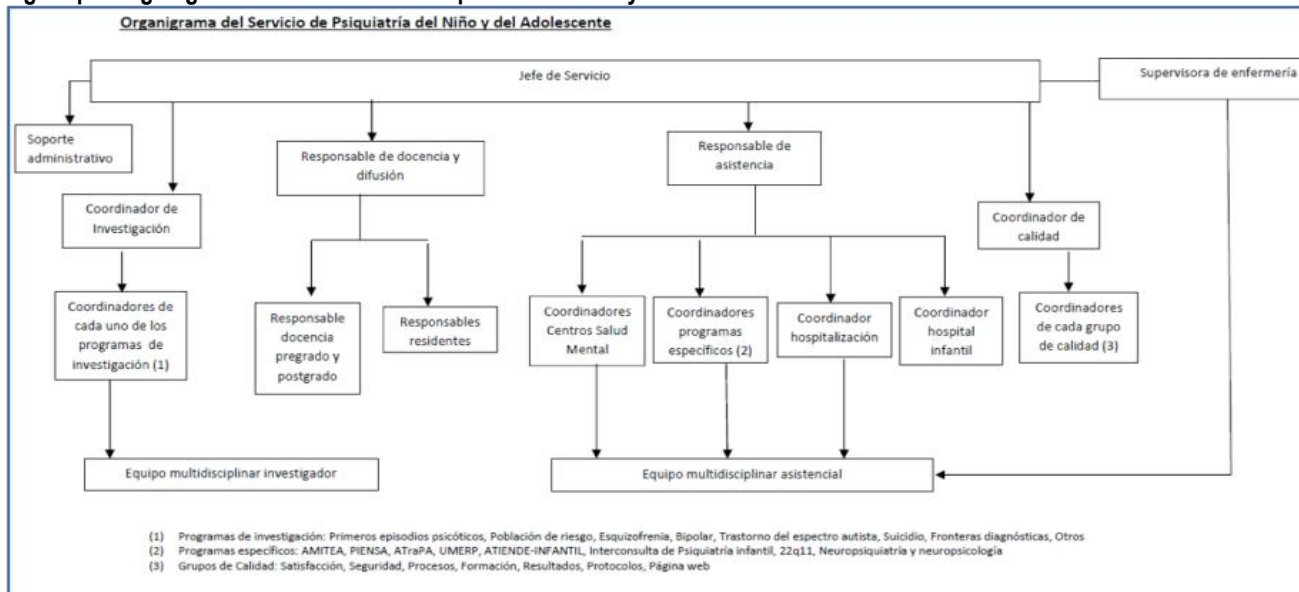 Organigrama del Servicio de Psiquiatría del Niño y del Adolescente
Jefe de Servicio
Supervisora de enfermería
Soporte
administrativo
Responsable de docencia y
difusión
Responsable de
asistencia
Coordinador de
Investigación
Coordinador de
calidad
Coordinadores de
cada uno de los
programas de
investigación (1)
Responsable
docencia
pregrado y
postgrado
Responsables
residentes
Coordinadores
Centros Salud
Mental
Coordinadores
programas
específicos (2)
Coordinador
hospitalización
Coordinador
hospital
infantil
Coordinadores
de cada grupo
de calidad (3)
Equipo multidisciplinar investigador
Equipo multidisciplinar asistencial
(1) Programas de investigación: Primeros episodios psicóticos, Población de riesgo, Esquizofrenia, Bipolar, Trastorno del espectro autista, Suicidio, Fronteras diagnósticas, Otros
(2) Programas específicos: AMITEA, PIENSA, ATraPA, UMERP, ATIENDE-INFANTIL, Interconsulta de Psiquiatría infantil, 22q11, Neuropsiquiatría y neuropsicología
(3) Grupos de Calidad: Satisfacción, Seguridad, Procesos, Formación, Resultados, Protocolos, Página web